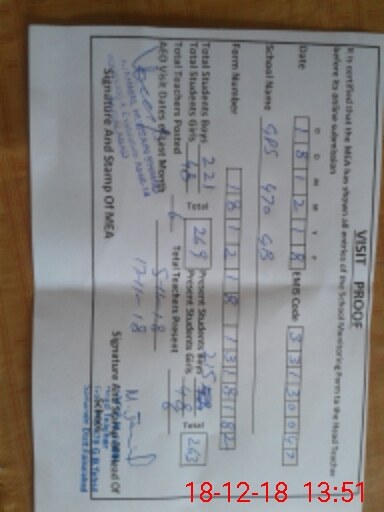 VISIT PROOF
It is certified that the MEA has shown all entries of the School Monitoring Form to the Head Teacher
before its online submission
D D M M Y Y
Date 1 8 1 2 1 8 EMIS Code 3 3 1 3 0 0 4 7
School Name GPS 470 GB
Form Number 1 8 1 2 1 8 1 3 1 8 1 8 2
Total Students Boys 221 Total 269 Present Students Boys 215 Total 263
Total Students Girls 48 Present Students Girls 48
Total Teachers Posted 6 Total Teachers Present 6
AEO Visit Dates of Last Month 5-11-18
17-11-18
Signature And Stamp Of MEA
Signature And Stamp Of Head Of
Head Teacher
18-12-18 13:51